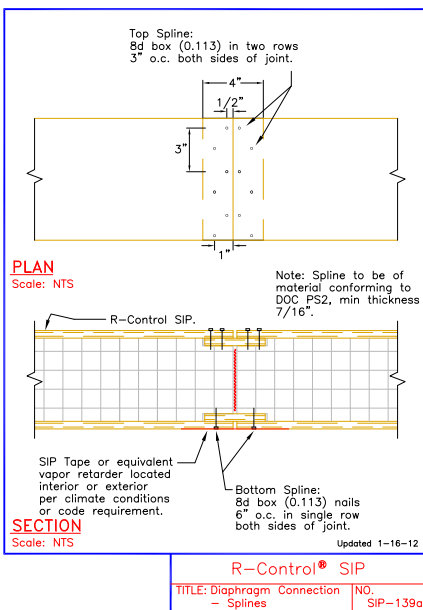 Top Spline:
8d box (0.113) in two rows
3" o.c. both sides of joint.
4"
1/2"
3"
1"
PLAN
Scale: NTS
Note: Spline to be of
material conforming to
DOC PS2, min thickness
7/16".
R-Control SIP.
SIP Tape or equivalent
vapor retarder located
interior or exterior
per climate conditions
or code requirement.
Bottom Spline:
8d box (0.113) nails
6" o.c. in single row
both sides of joint.
SECTION
Scale: NTS
Updated 1-16-12
R-Control® SIP
TITLE: Diaphragm Connection
- Splines
NO.
SIP-139a